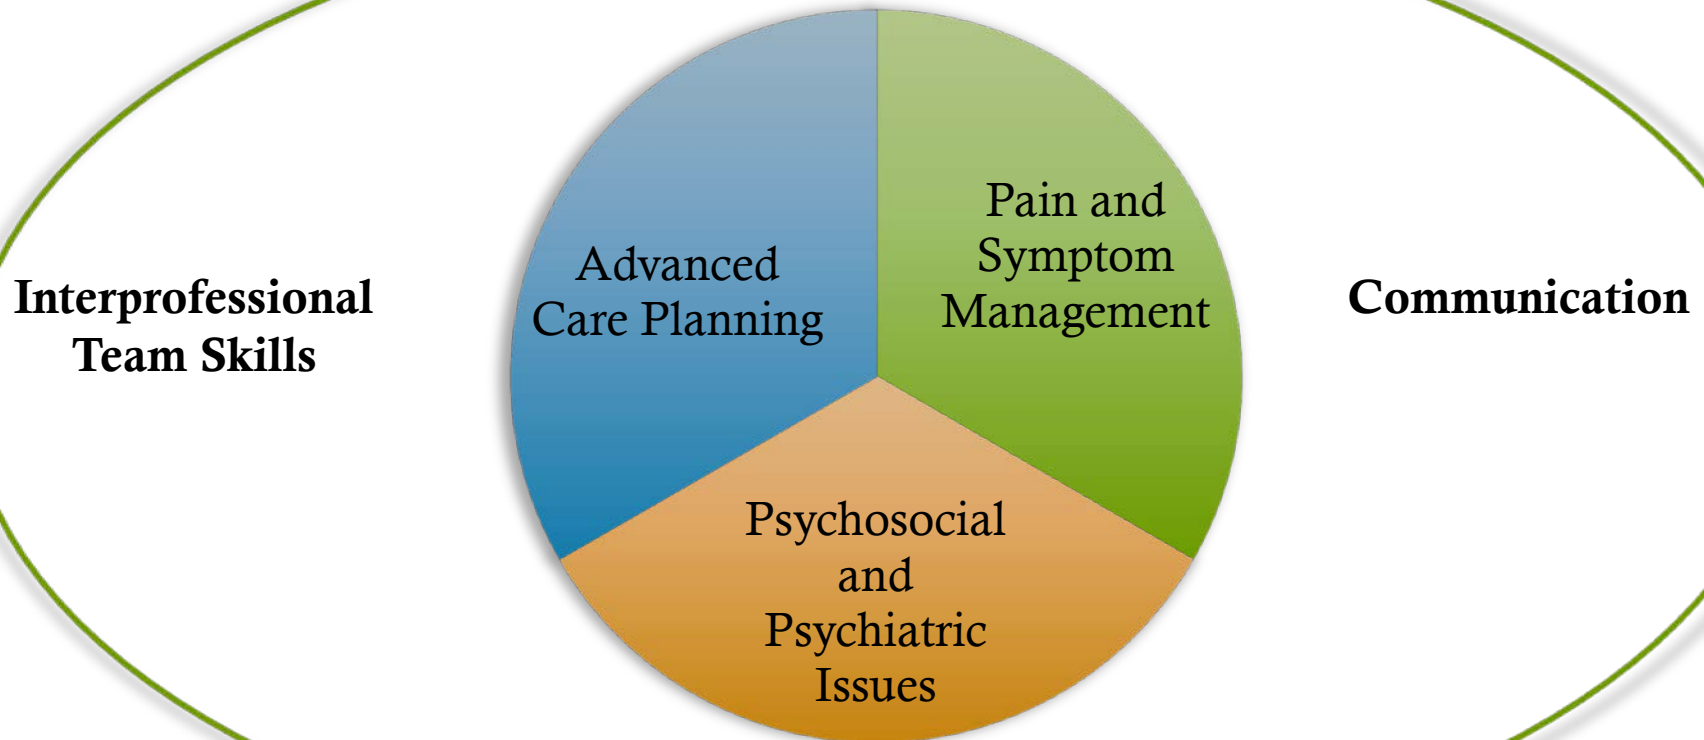 Interprofessional
Team Skills
Advanced
Care Planning
Pain and
Symptom
Management
Psychosocial
and
Psychiatric
Issues
Communication